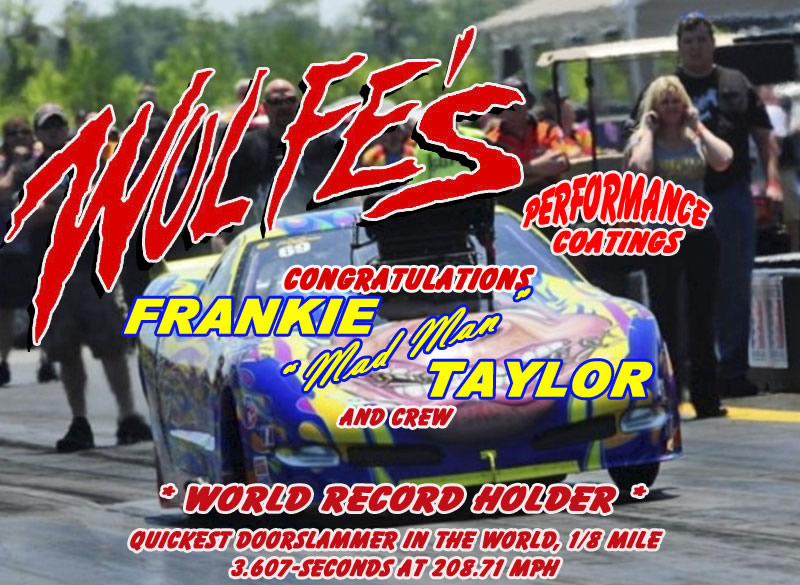 WOLFE'S
PERFORMANCE
COATINGS
69
CONGRATULATIONS
FRANKIE
"Mad Man"
TAYLOR
AND CREW
* WORLD RECORD HOLDER *
QUICKEST DOORSLAMMER IN THE WORLD, 1/8 MILE
3.607-SECONDS AT 208.71 MPH